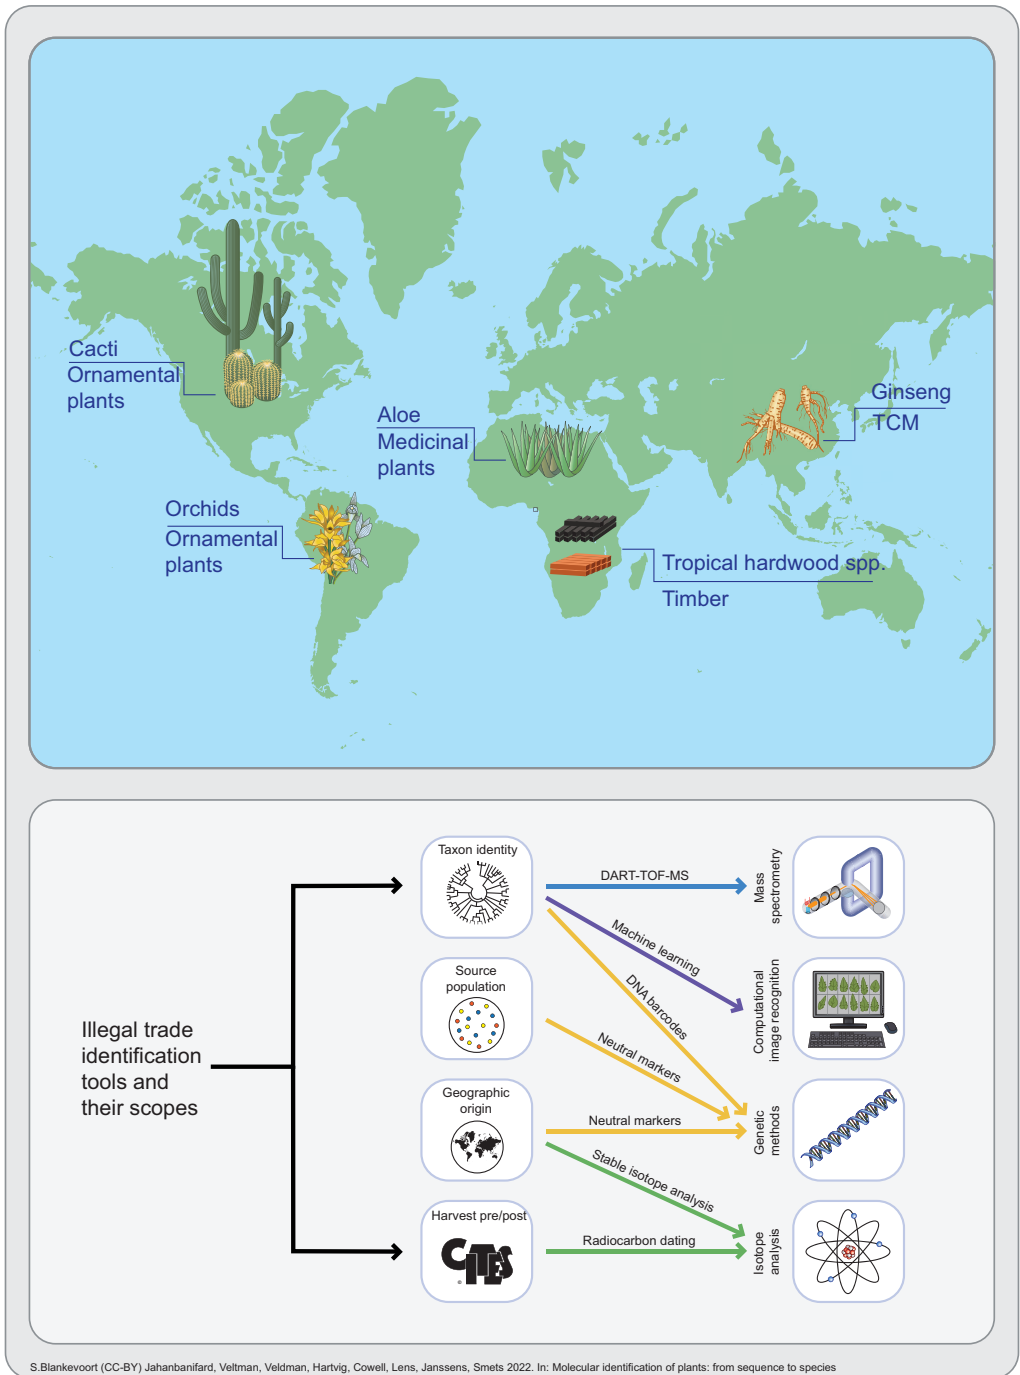 Cacti
Ornamental
plants
Aloe
Medicinal
plants
Ginseng
TCM
Orchids
Ornamental
plants
Tropical hardwood spp.
Timber
Illegal trade
identification
tools and
their scopes
Taxon identity
DART-TOF-MS
Mass
spectrometry
Machine learning
DNA barcodes
Source
population
Computational
image recognition
Neutral markers
Geographic
origin
Neutral markers
Genetic
methods
Stable isotope analysis
Harvest pre/post
CITES
®
Radiocarbon dating
Isotope
analysis
S.Blankevoort (CC-BY) Jahanbanifard, Veltman, Veldman, Hartvig, Cowell, Lens, Janssens, Smets 2022. In: Molecular identification of plants: from sequence to species